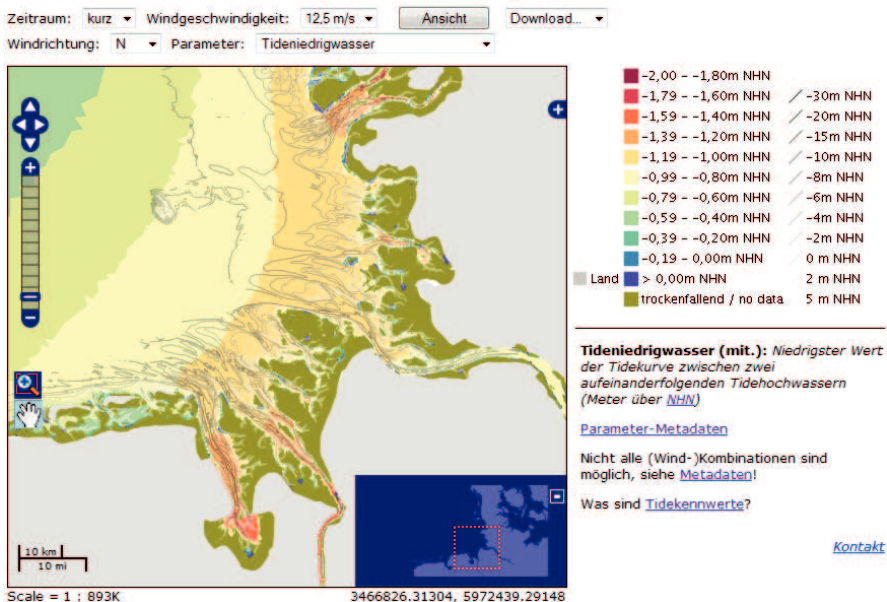 Zeitraum: kurz Windgeschwindigkeit: 12,5 m/s Ansicht Download...
Windrichtung: N Parameter: Tideniedrigwasser
-2,00 - -1,80m NHN
-1,79 - -1,60m NHN -30m NHN
-1,59 - -1,40m NHN -20m NHN
-1,39 - -1,20m NHN -15m NHN
-1,19 - -1,00m NHN -10m NHN
-0,99 - -0,80m NHN -8m NHN
-0,79 - -0,60m NHN -6m NHN
-0,59 - -0,40m NHN -4m NHN
-0,39 - -0,20m NHN -2m NHN
-0,19 - 0,00m NHN 0 m NHN
Land > 0,00m NHN 2 m NHN
trockenfallend / no data 5 m NHN
Tideniedrigwasser (mit.): Niedrigster Wert
der Tidekurve zwischen zwei
aufeinanderfolgenden Tidehochwassern
(Meter über NHN)
Parameter-Metadaten
Nicht alle (Wind-)Kombinationen sind
möglich, siehe Metadaten!
Was sind Tidekennwerte?
Kontakt
10 km
10 mi
Scale = 1 : 893K 3466826.31304, 5972439.29148